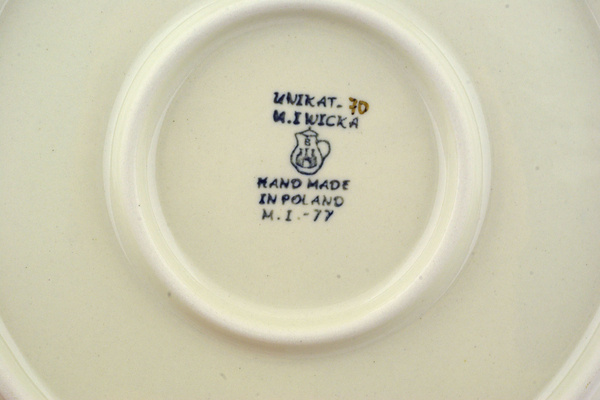 UNIKAT-70
M.IWICKA
B
HAND MADE
IN POLAND
M.I.-77